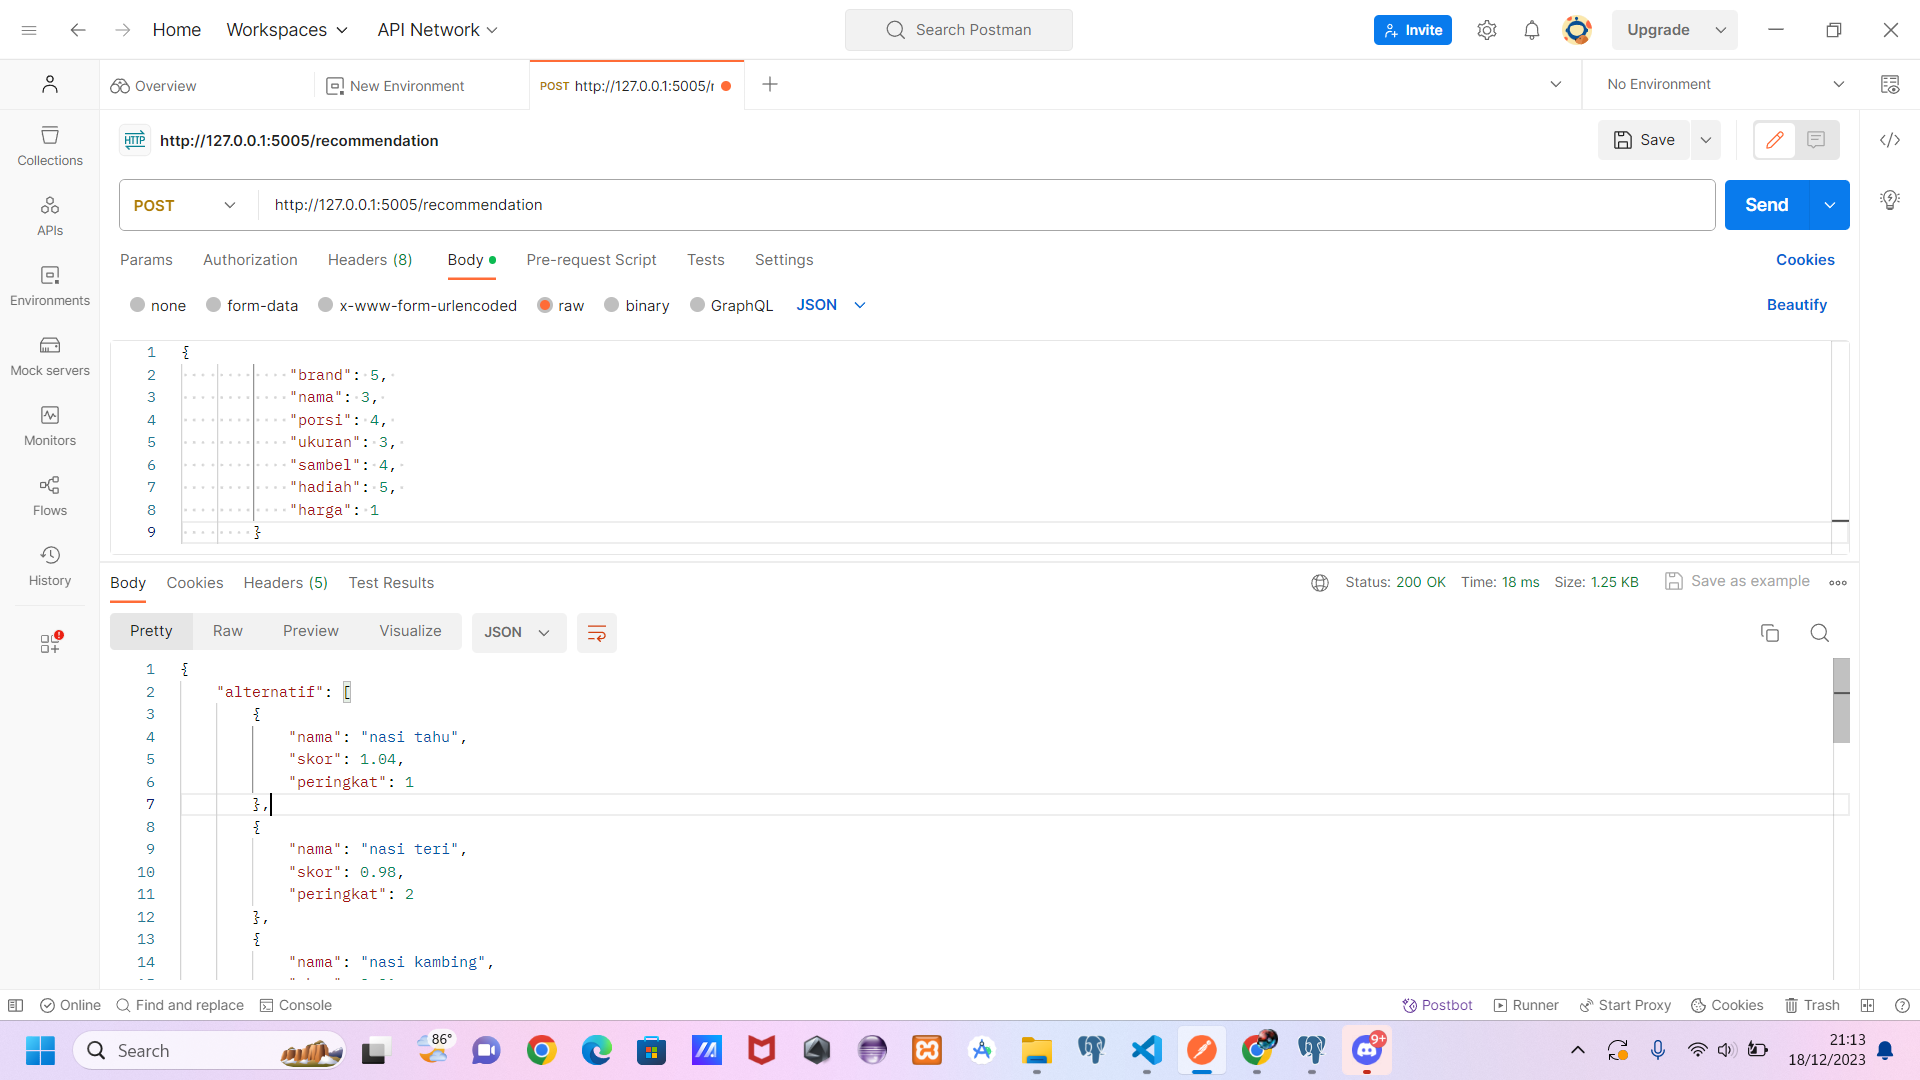 Home Workspaces API Network Search Postman Invite Upgrade
Overview New Environment POST http://127.0.0.1:5005/r No Environment
HTTP http://127.0.0.1:5005/recommendation Save
Collections
POST http://127.0.0.1:5005/recommendation Send
APIs
Params Authorization Headers (8) Body Pre-request Script Tests Settings Cookies
Environments
none form-data x-www-form-urlencoded raw binary GraphQL JSON Beautify
Mock servers
Monitors
Flows
History
1 {
2 "brand": 5,
3 "nama": 3,
4 "porsi": 4,
5 "ukuran": 3,
6 "sambel": 4,
7 "hadiah": 5,
8 "harga": 1
9 }
Body Cookies Headers (5) Test Results Status: 200 OK Time: 18 ms Size: 1.25 KB Save as example
Pretty Raw Preview Visualize JSON
1 {
2 "alternatif": [
3 {
4 "nama": "nasi tahu",
5 "skor": 1.04,
6 "peringkat": 1
7 },
8 {
9 "nama": "nasi teri",
10 "skor": 0.98,
11 "peringkat": 2
12 },
13 {
14 "nama": "nasi kambing",
Online Find and replace Console Postbot Runner Start Proxy Cookies Trash
Search 86° 9+ 21:13
18/12/2023